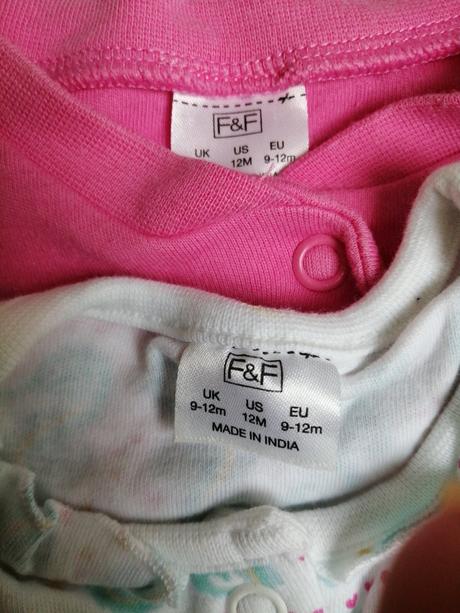 F&F
UK US EU
12M 9-12m
F&F
UK US EU
9-12m 12M 9-12m
MADE IN INDIA